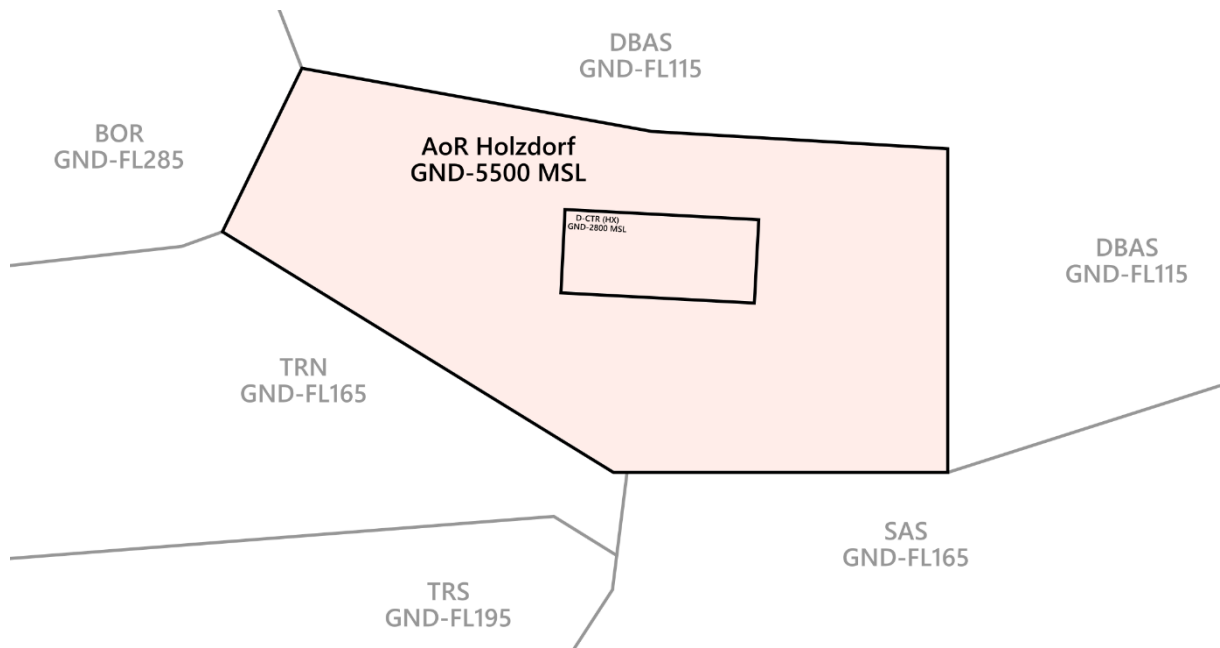 DBAS
GND-FL115
BOR
GND-FL285
AoR Holzdorf
GND-5500 MSL
D-CTR (HX)
GND-2800 MSL
DBAS
GND-FL115
TRN
GND-FL165
SAS
GND-FL165
TRS
GND-FL195